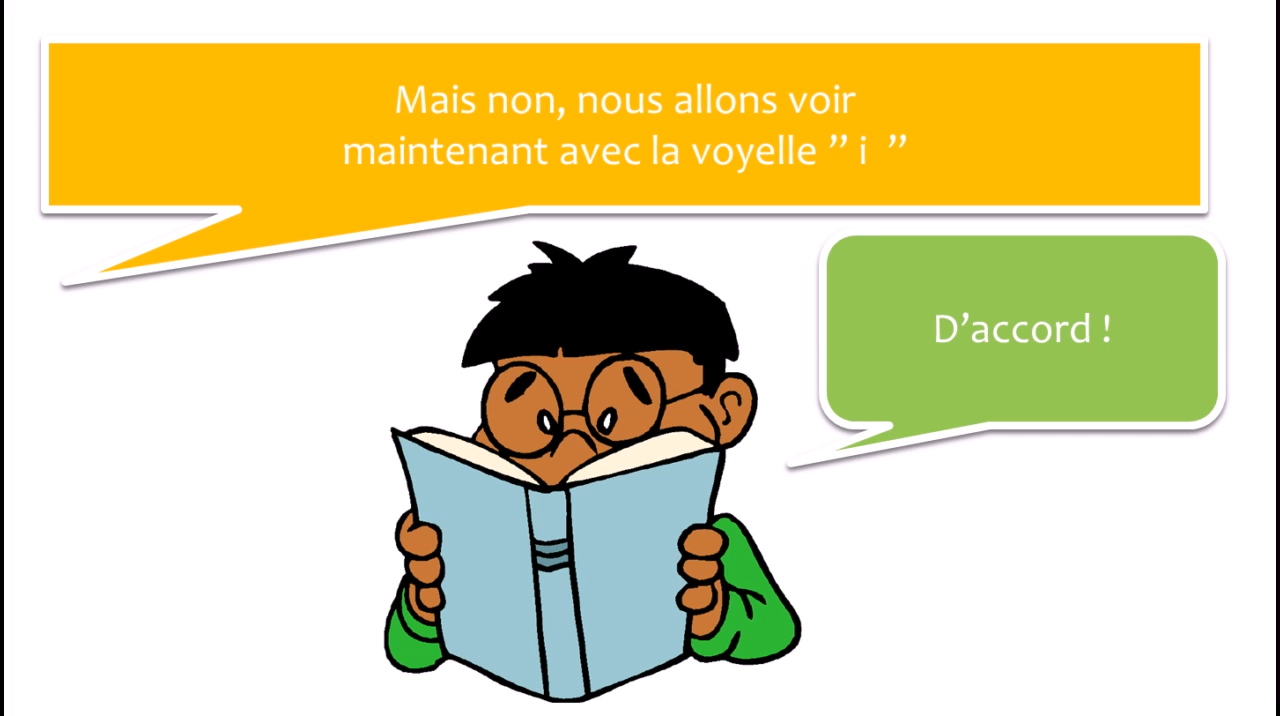 Mais non, nous allons voir
maintenant avec la voyelle ” i ”
D’accord !